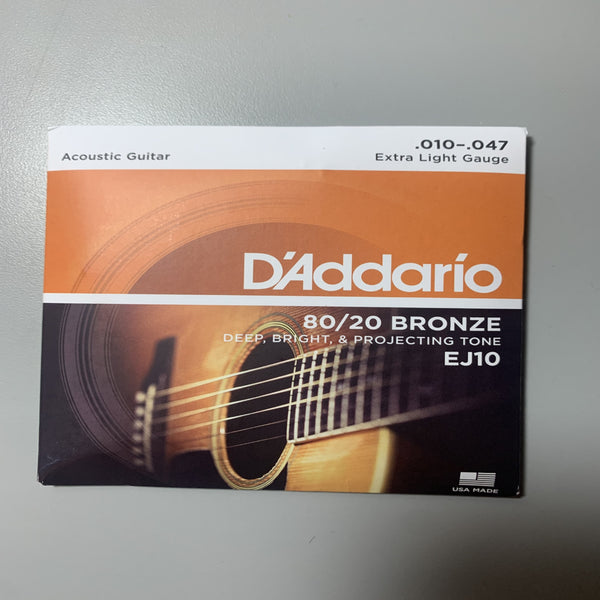 Acoustic Guitar
.010–.047
Extra Light Gauge
D'Addario
80/20 BRONZE
DEEP, BRIGHT, & PROJECTING TONE
EJ10
USA MADE